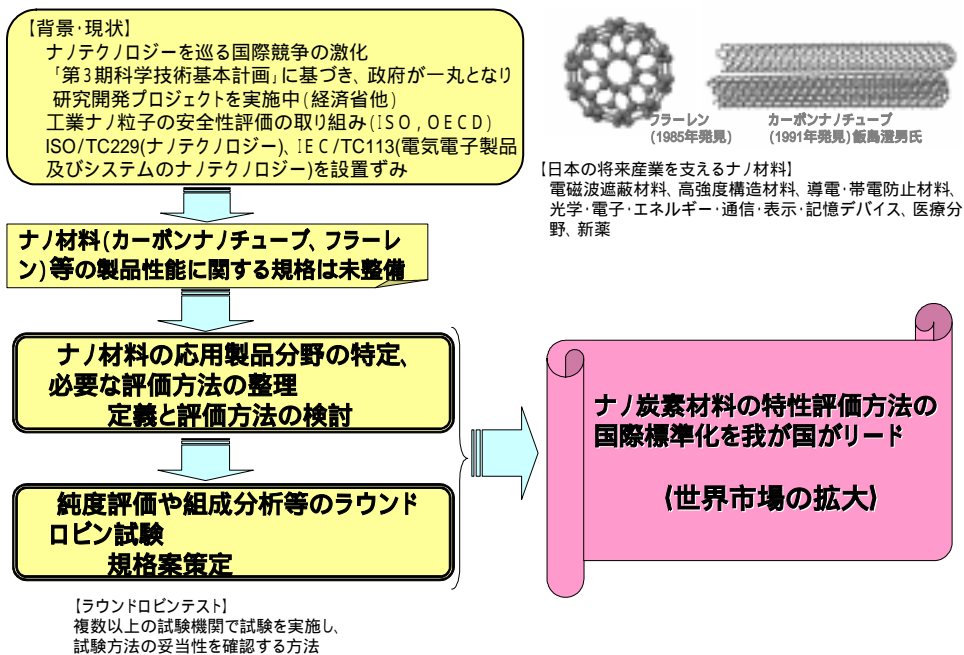 【背景・現状】
ナノテクノロジーを巡る国際競争の激化
「第3期科学技術基本計画」に基づき、政府が一丸となり
研究開発プロジェクトを実施中(経済省他)
工業ナノ粒子の安全性評価の取り組み(ISO,OECD)
ISO/TC229(ナノテクノロジー)、IEC/TC113(電気電子製品
及びシステムのナノテクノロジー)を設置ずみ
ナノ材料(カーボンナノチューブ、フラーレ
ン)等の製品性能に関する規格は未整備
ナノ材料の応用製品分野の特定、
必要な評価方法の整理
定義と評価方法の検討
純度評価や組成分析等のラウンド
ロビン試験
規格案策定
【ラウンドロビンテスト】
複数以上の試験機関で試験を実施し、
試験方法の妥当性を確認する方法
フラーレン
(1985年発見)
カーボンナノチューブ
(1991年発見)飯島澄男氏
【日本の将来産業を支えるナノ材料】
電磁波遮蔽材料、高強度構造材料、導電・帯電防止材料、
光学・電子・エネルギー・通信・表示・記憶デバイス、医療分
野、新薬
ナノ炭素材料の特性評価方法の
国際標準化を我が国がリード
(世界市場の拡大)